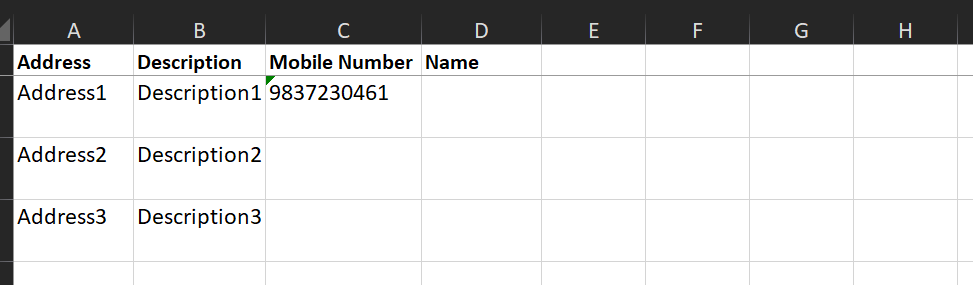 A B C D E F G H
Address Description Mobile Number Name
Address1 Description1 9837230461
Address2 Description2
Address3 Description3